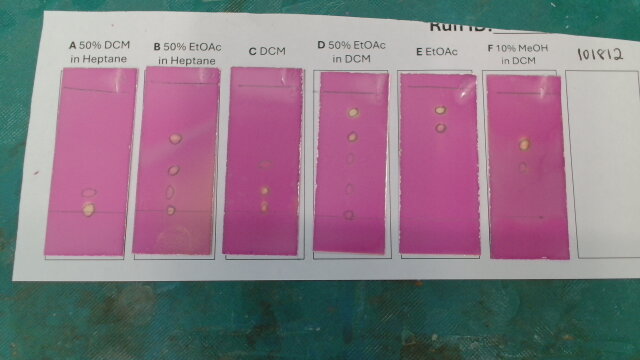 Run ID:
A 50% DCM
in Heptane
B 50% EtOAc
in Heptane
C DCM
D 50% EtOAc
in DCM
E EtOAc
F 10% MeOH
in DCM
101812